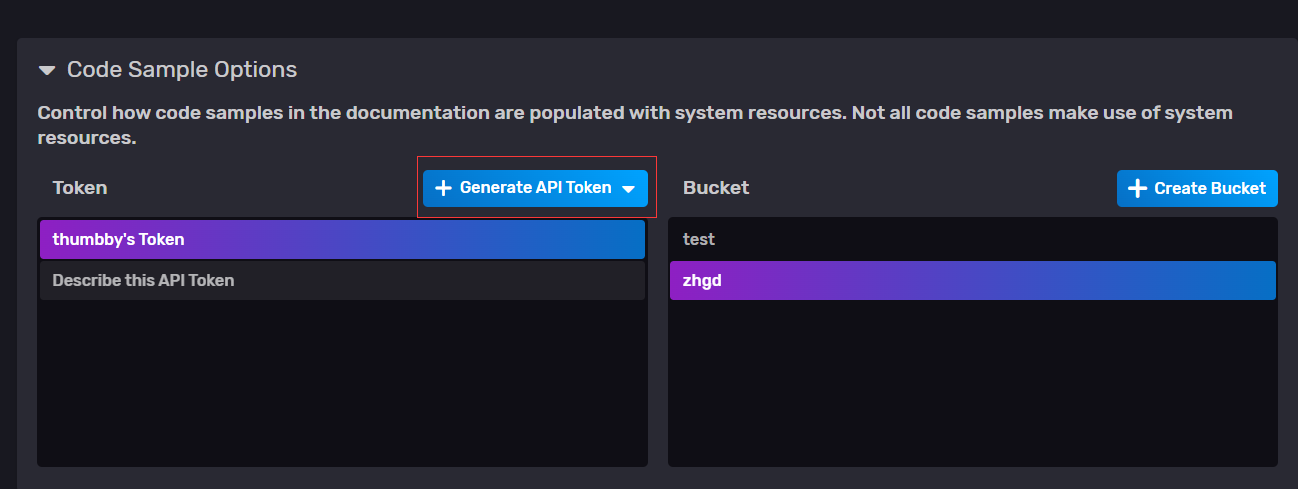 Code Sample Options
Control how code samples in the documentation are populated with system resources. Not all code samples make use of system
resources.
Token
Generate API Token
Bucket
Create Bucket
thumbby's Token
Describe this API Token
test
zhgd